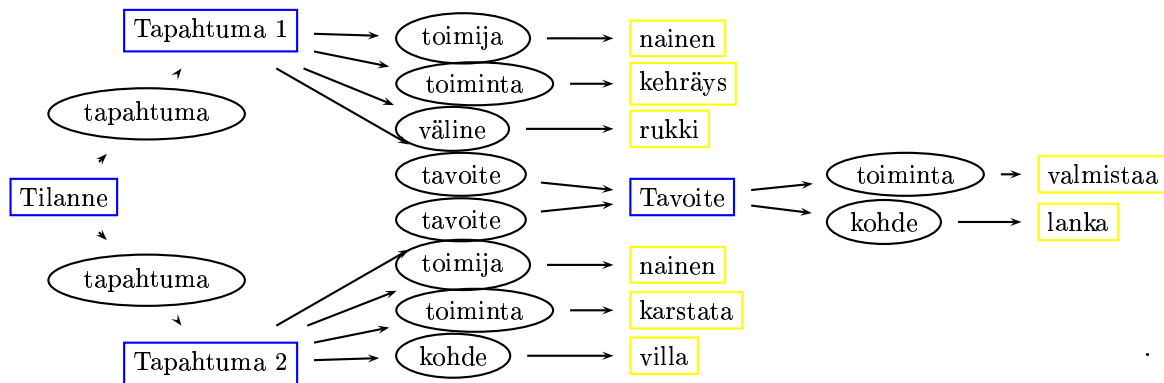 Tapahtuma 1 toimija nainen
toiminta kehräys
tapahtuma
väline rukki
tavoite toiminta valmistaa
Tilanne Tavoite
tavoite kohde lanka
toimija nainen
tapahtuma
toiminta karstata
Tapahtuma 2 kohde villa .